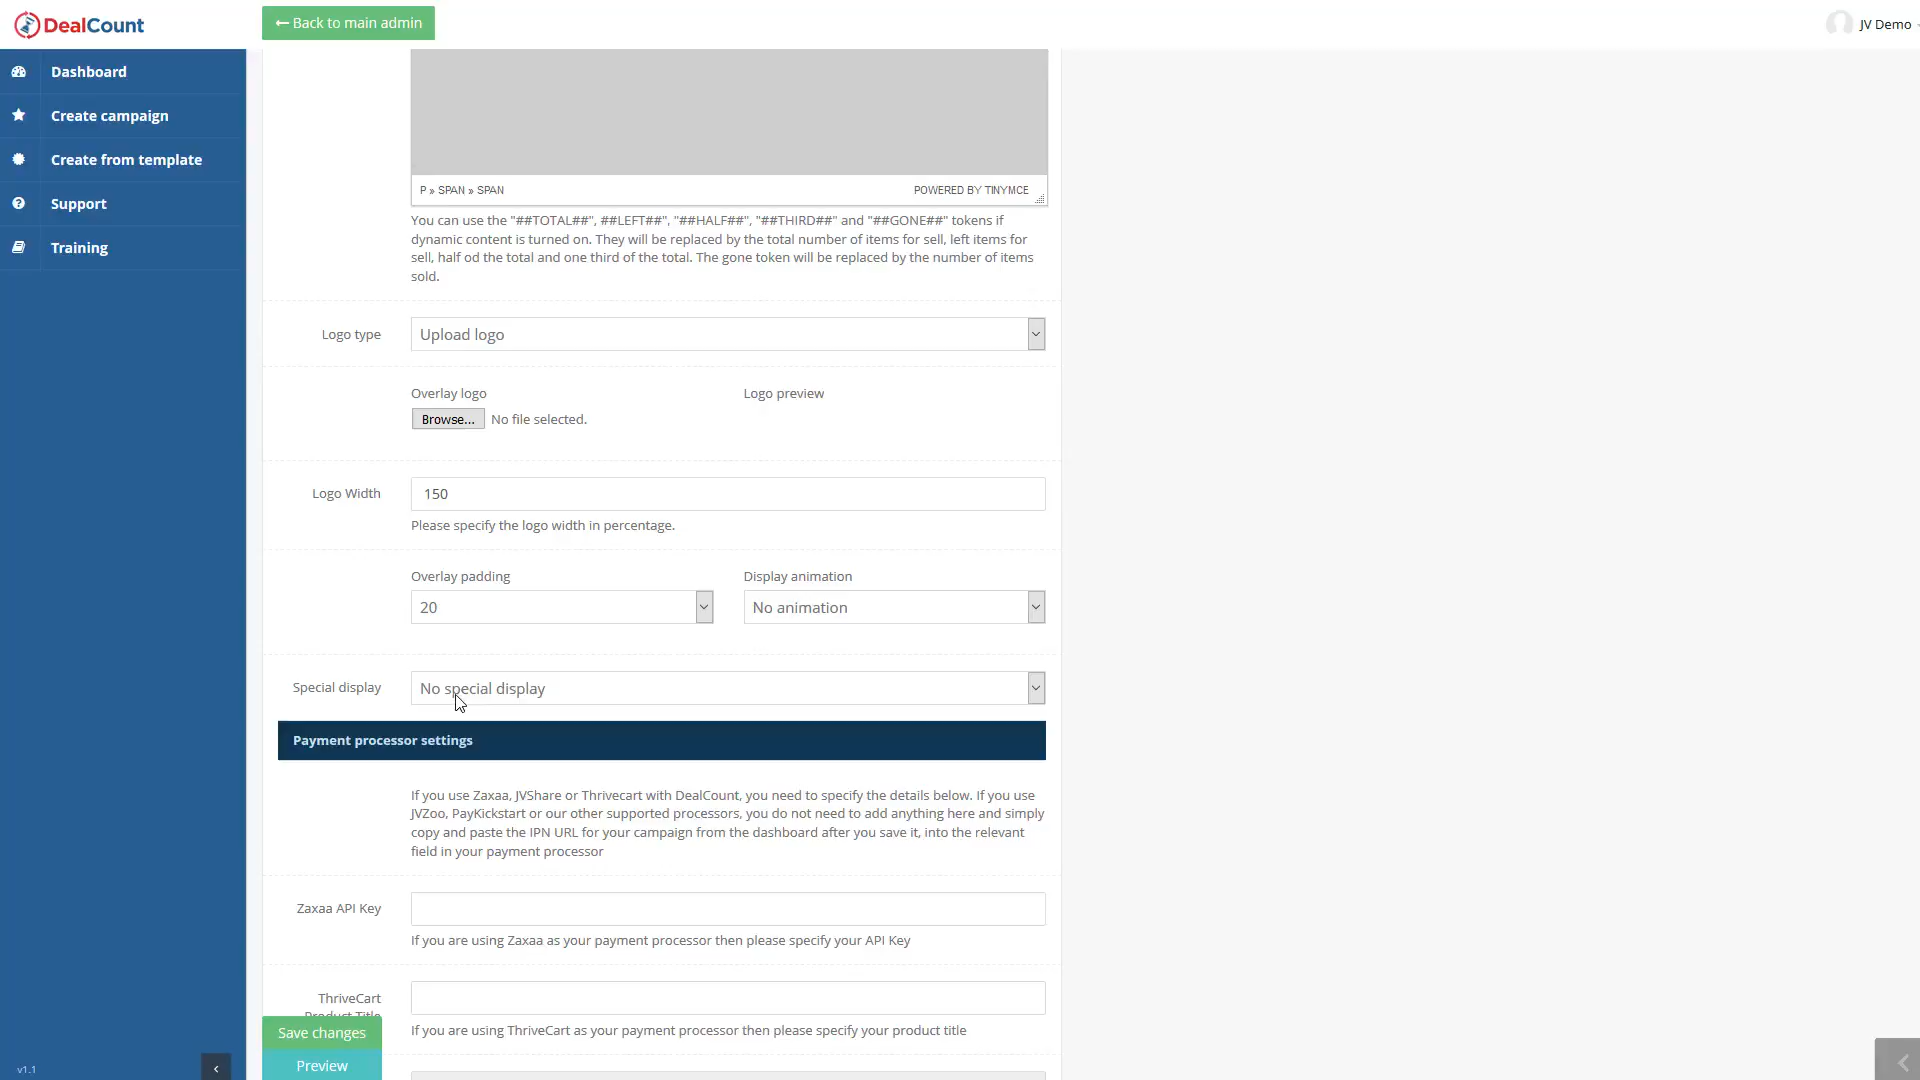 DealCount
← Back to main admin
JV Demo
Dashboard
Create campaign
Create from template
Support
Training
P » SPAN » SPAN
POWERED BY TINYMCE
You can use the "##TOTAL##", ##LEFT##", "##HALF##", "##THIRD##" and "##GONE##" tokens if
dynamic content is turned on. They will be replaced by the total number of items for sell, left items for
sell, half od the total and one third of the total. The gone token will be replaced by the number of items
sold.
Logo type
Upload logo
Overlay logo
Logo preview
Browse...
No file selected.
Logo Width
150
Please specify the logo width in percentage.
Overlay padding
Display animation
20
No animation
Special display
No special display
Payment processor settings
If you use Zaxaa, JVShare or Thrivecart with DealCount, you need to specify the details below. If you use
JVZoo, PayKickstart or our other supported processors, you do not need to add anything here and simply
copy and paste the IPN URL for your campaign from the dashboard after you save it, into the relevant
field in your payment processor
Zaxaa API Key
If you are using Zaxaa as your payment processor then please specify your API Key
ThriveCart
Product Title
If you are using ThriveCart as your payment processor then please specify your product title
Save changes
Preview
v1.1